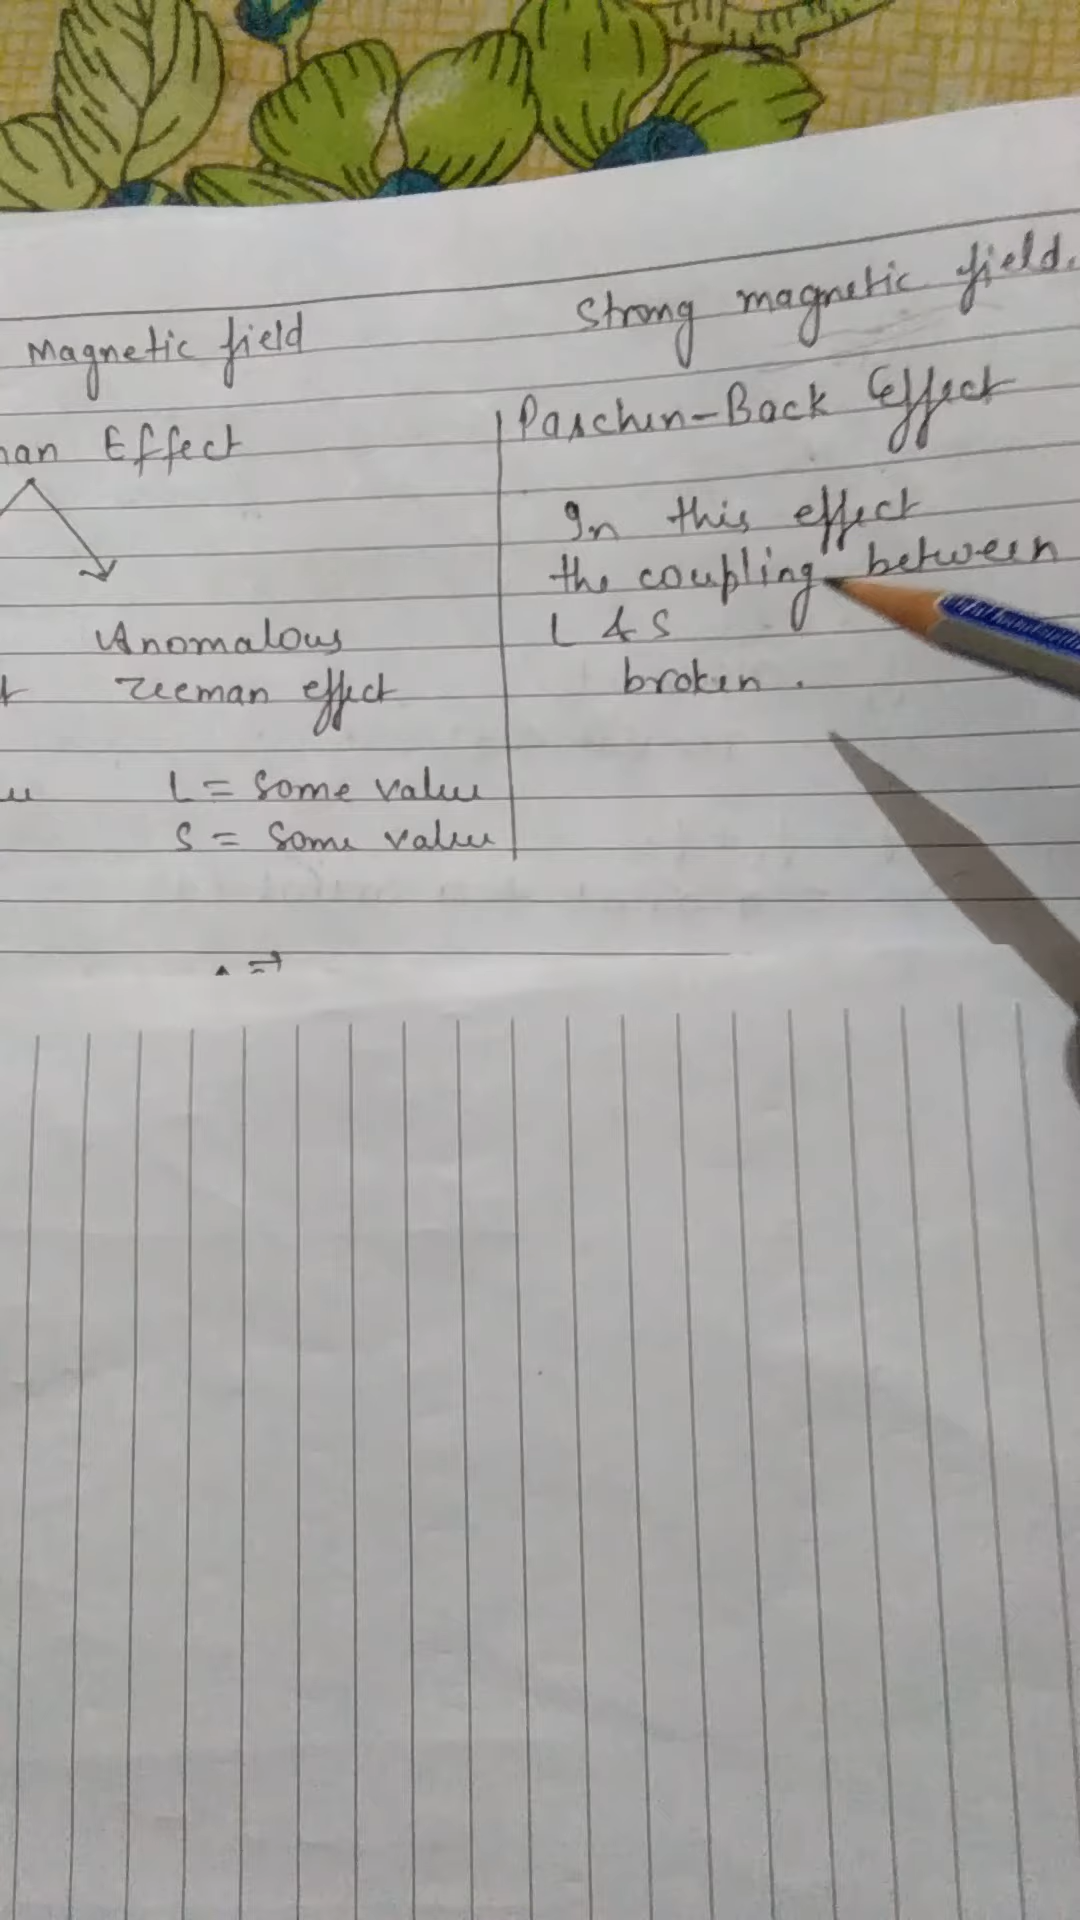 Magnetic field
Strong magnetic field.
Effect
Paschen-Back Effect
In this effect
the coupling between
L & S
broken.
Anomalous
Zeeman effect
L = Some value
S = Some value